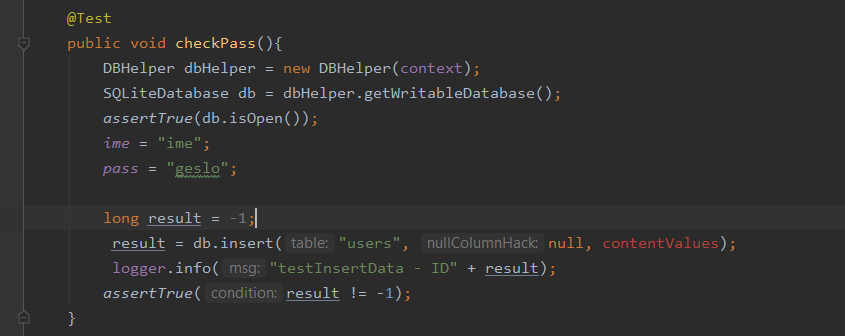 @Test
public void checkPass(){
DBHelper dbHelper = new DBHelper(context);
SQLiteDatabase db = dbHelper.getWritableDatabase();
assertTrue(db.isOpen());
ime = "ime";
pass = "geslo";
long result = -1;
result = db.insert( table: "users", nullColumnHack: null, contentValues);
logger.info( msg: "testInsertData - ID" + result);
assertTrue( condition: result != -1);
}